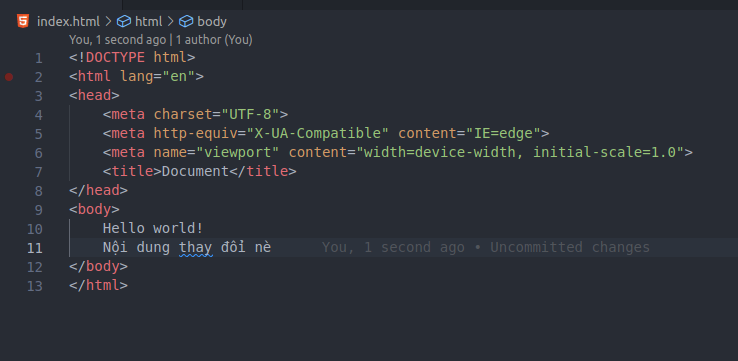 index.html > html > body
You, 1 second ago | 1 author (You)
1 <!DOCTYPE html>
2 <html lang="en">
3 <head>
4 <meta charset="UTF-8">
5 <meta http-equiv="X-UA-Compatible" content="IE=edge">
6 <meta name="viewport" content="width=device-width, initial-scale=1.0">
7 <title>Document</title>
8 </head>
9 <body>
10 Hello world!
11 Nội dung thay đổi nè You, 1 second ago • Uncommitted changes
12 </body>
13 </html>